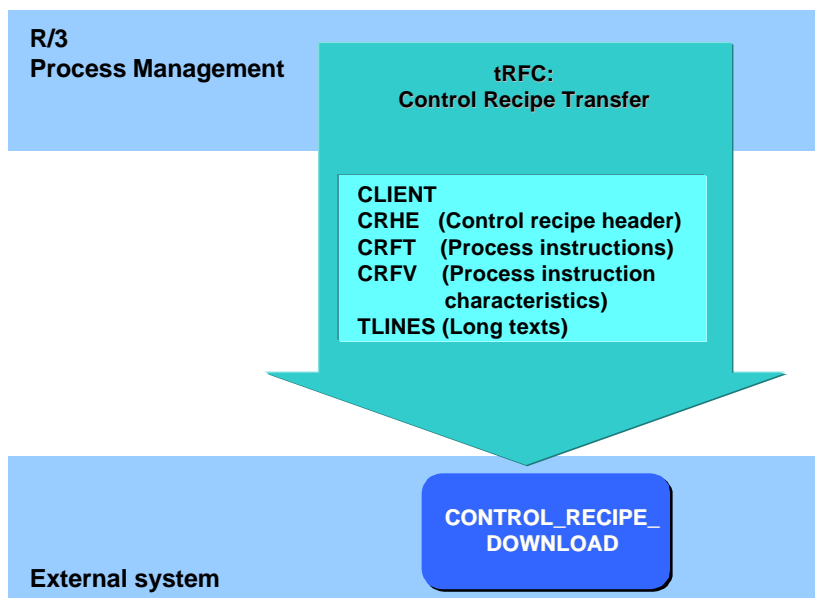 R/3
Process Management
tRFC:
Control Recipe Transfer
CLIENT
CRHE (Control recipe header)
CRFT (Process instructions)
CRFV (Process instruction
characteristics)
TLINES (Long texts)
CONTROL_RECIPE_
DOWNLOAD
External system